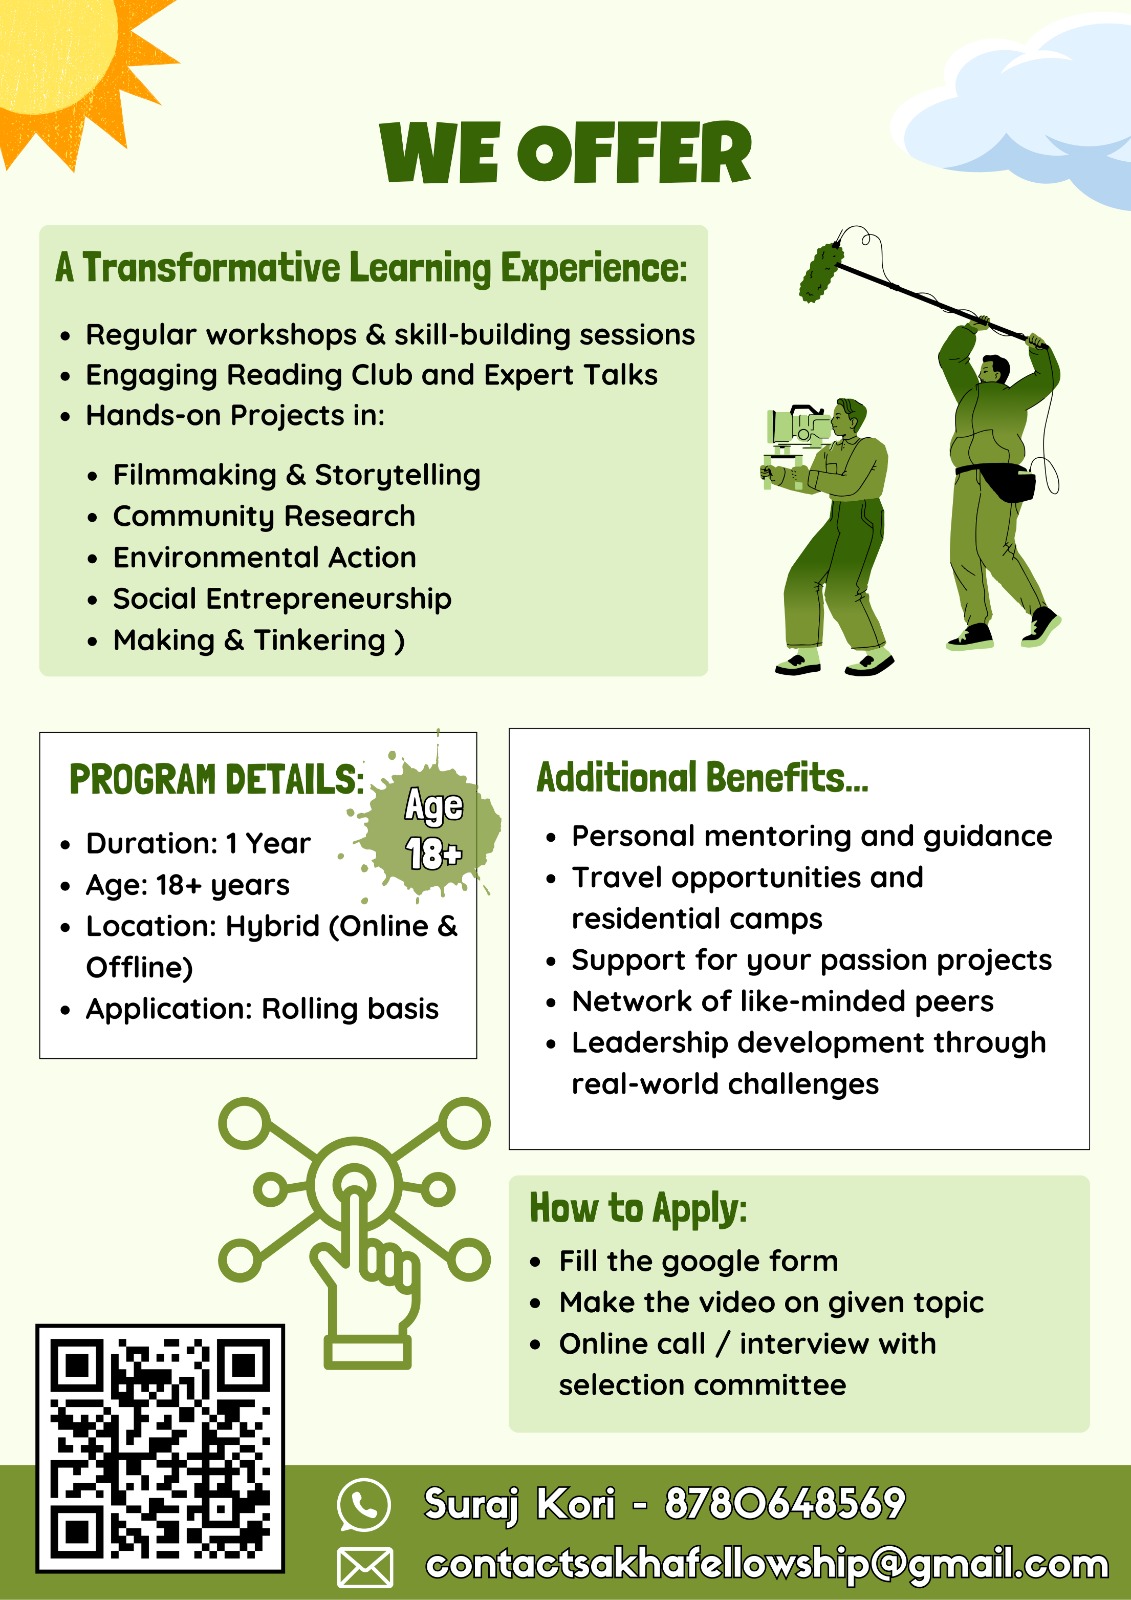 WE OFFER
A Transformative Learning Experience:
• Regular workshops & skill-building sessions
• Engaging Reading Club and Expert Talks
• Hands-on Projects in:
• Filmmaking & Storytelling
• Community Research
• Environmental Action
• Social Entrepreneurship
• Making & Tinkering )
PROGRAM DETAILS:
Age
18+
• Duration: 1 Year
• Age: 18+ years
• Location: Hybrid (Online &
Offline)
• Application: Rolling basis
Additional Benefits...
• Personal mentoring and guidance
• Travel opportunities and
residential camps
• Support for your passion projects
• Network of like-minded peers
• Leadership development through
real-world challenges
How to Apply:
• Fill the google form
• Make the video on given topic
• Online call / interview with
selection committee
Suraj Kori - 8780648569
contactsakhafellowship@gmail.com